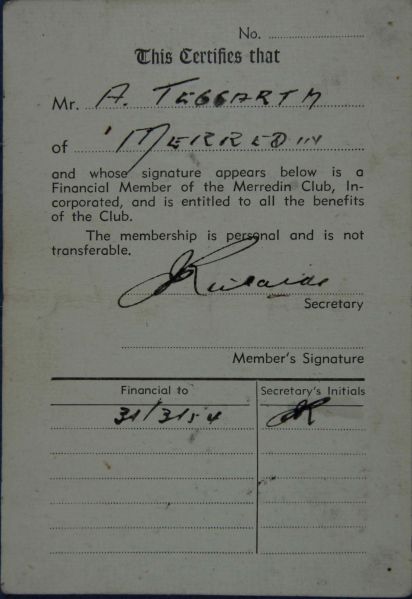 No.
This Certifies that
Mr. A. TEGGARTH
of MERREDIN
and whose signature appears below is a
Financial Member of the Merredin Club, In-
corporated, and is entitled to all the benefits
of the Club.
The membership is personal and is not
transferable.
Secretary
Member's Signature
Financial to Secretary's Initials
31/3/54